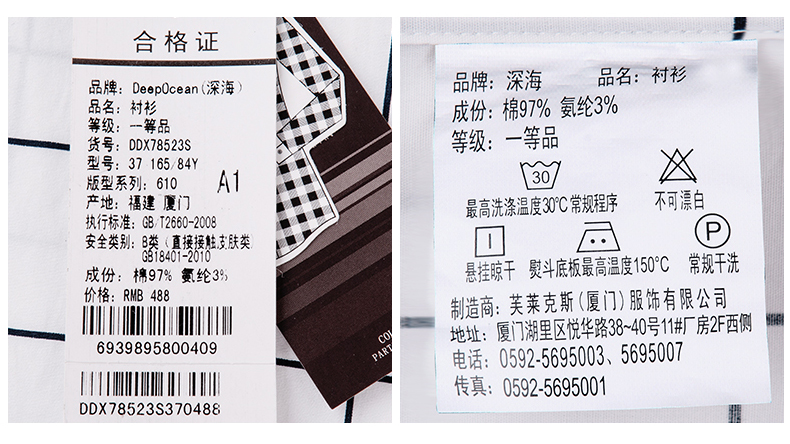 合格证
品牌：DeepOcean(深海)
品名：衬衫
等级：一等品
货号：DDX78523S
型号：37 165/84Y
版型系列：610
A1
产地：福建 厦门
执行标准：GB/T2660-2008
安全类别：B类（直接接触皮肤类
GB18401-2010
成份：棉97% 氨纶3%
价格：RMB 488
6939895800409
DDX78523S370488
品牌：深海 品名：衬衫
成份：棉97% 氨纶3%
等级：一等品
30
最高洗涤温度30℃常规程序
不可漂白
P
悬挂晾干
熨斗底板最高温度150℃
常规干洗
制造商：芙莱克斯(厦门)服饰有限公司
地址：厦门湖里区悦华路38~40号11#厂房2F西侧
电话：0592-5695003、5695007
传真：0592-5695001